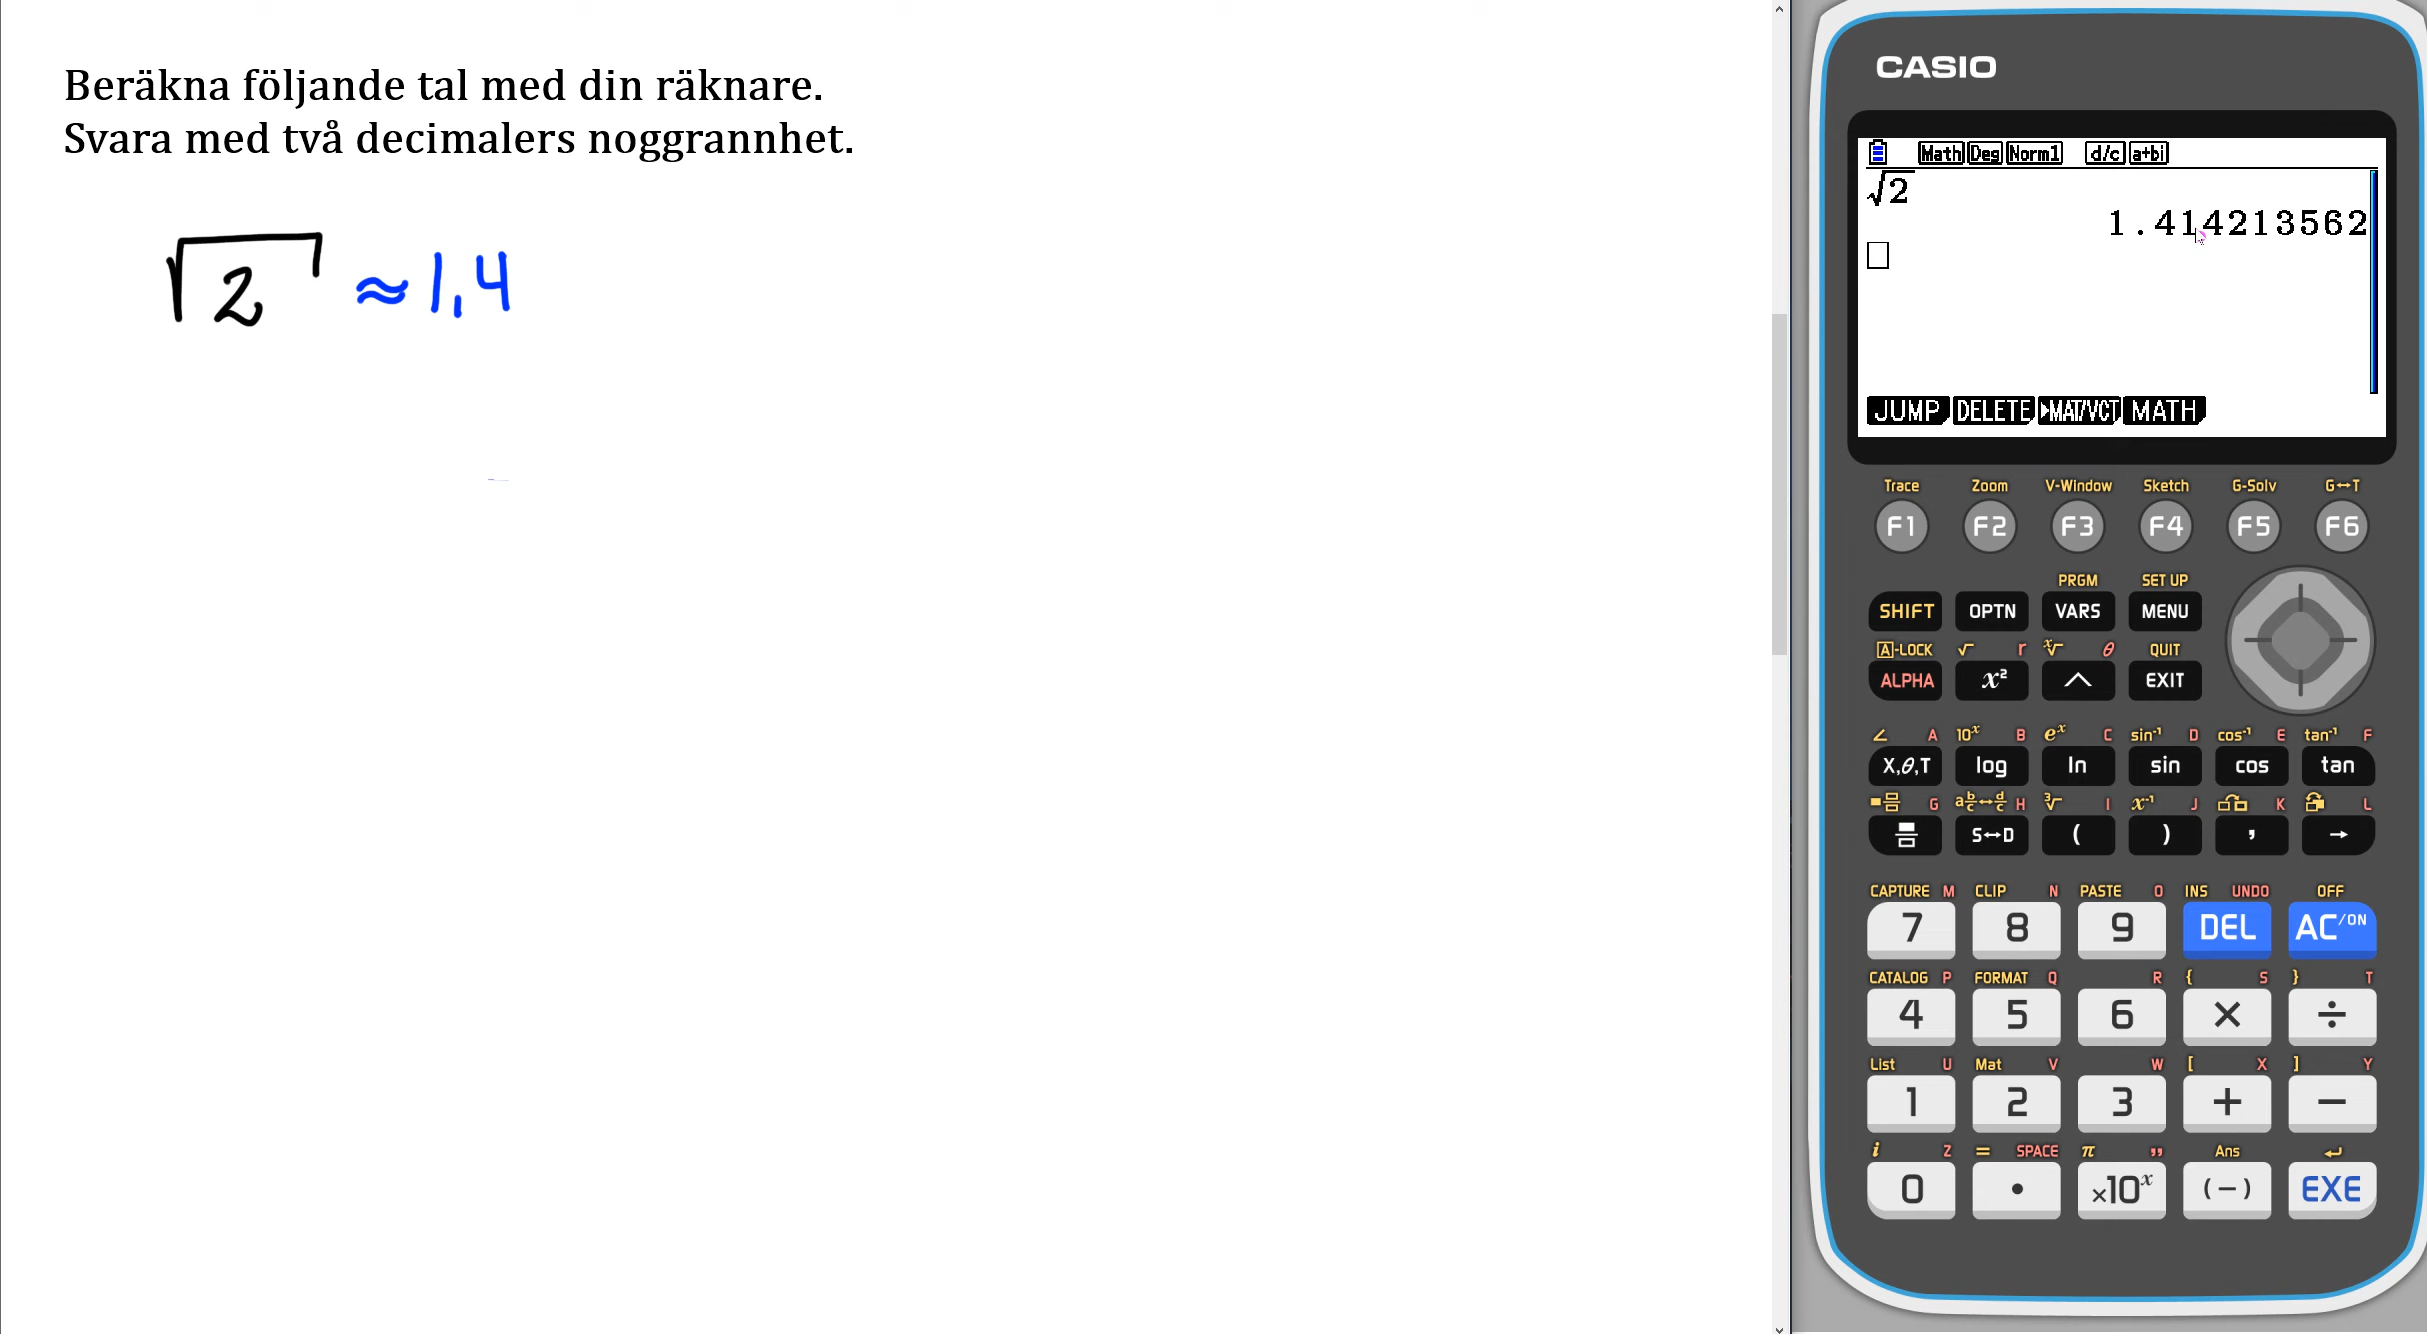 Beräkna följande tal med din räknare.
Svara med två decimalers noggrannhet.
√2 ≈ 1,4
CASIO
Math Deg Norm1 d/c a+bi
√2
1.414213562
JUMP DELETE ▶MAT/VCT MATH
Trace Zoom V-Window Sketch G-Solv G↔T
F1 F2 F3 F4 F5 F6
PRGM SET UP
SHIFT OPTN VARS MENU
A-LOCK √ r ˣ√ θ QUIT
ALPHA x² ^ EXIT
∠ A 10ˣ B eˣ C sin⁻¹ D cos⁻¹ E tan⁻¹ F
X,θ,T log ln sin cos tan
G a b/c↔d/c H ³√ I x⁻¹ J K L
S↔D ( ) , →
CAPTURE M CLIP N PASTE O INS UNDO OFF
7 8 9 DEL AC/ON
CATALOG P FORMAT Q R { S } T
4 5 6 × ÷
List U Mat V W [ X ] Y
1 2 3 + −
i Z = SPACE π " Ans ↵
0 • ×10ˣ (−) EXE